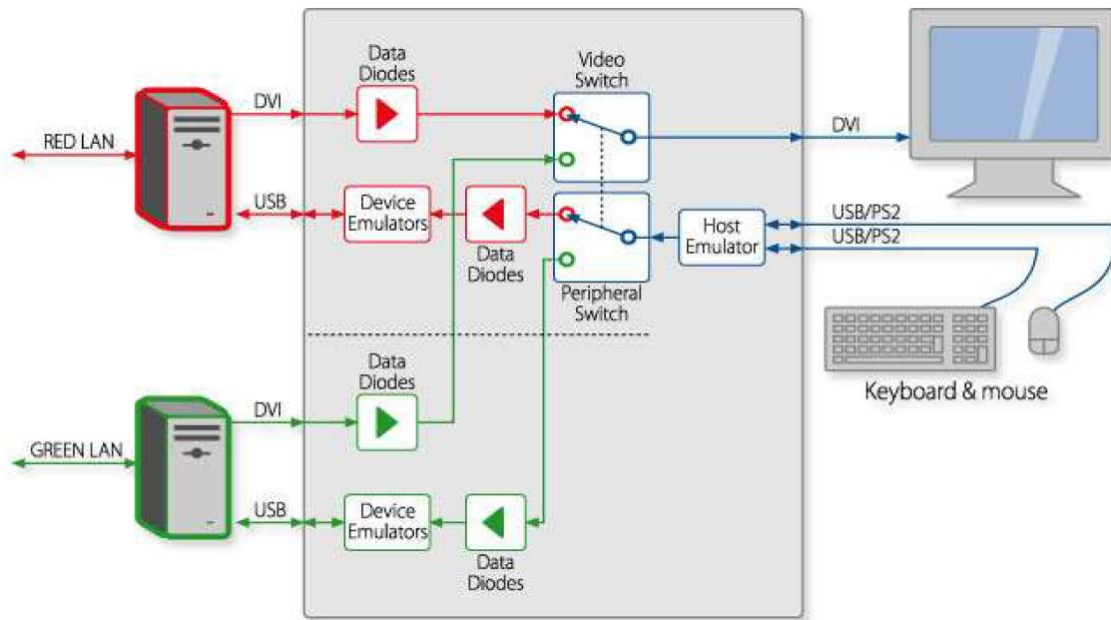 Data
Diodes
Video
Switch
DVI
DVI
RED LAN
USB
Device
Emulators
Data
Diodes
Host
Emulator
USB/PS2
USB/PS2
Peripheral
Switch
Data
Diodes
Keyboard & mouse
DVI
GREEN LAN
USB
Device
Emulators
Data
Diodes